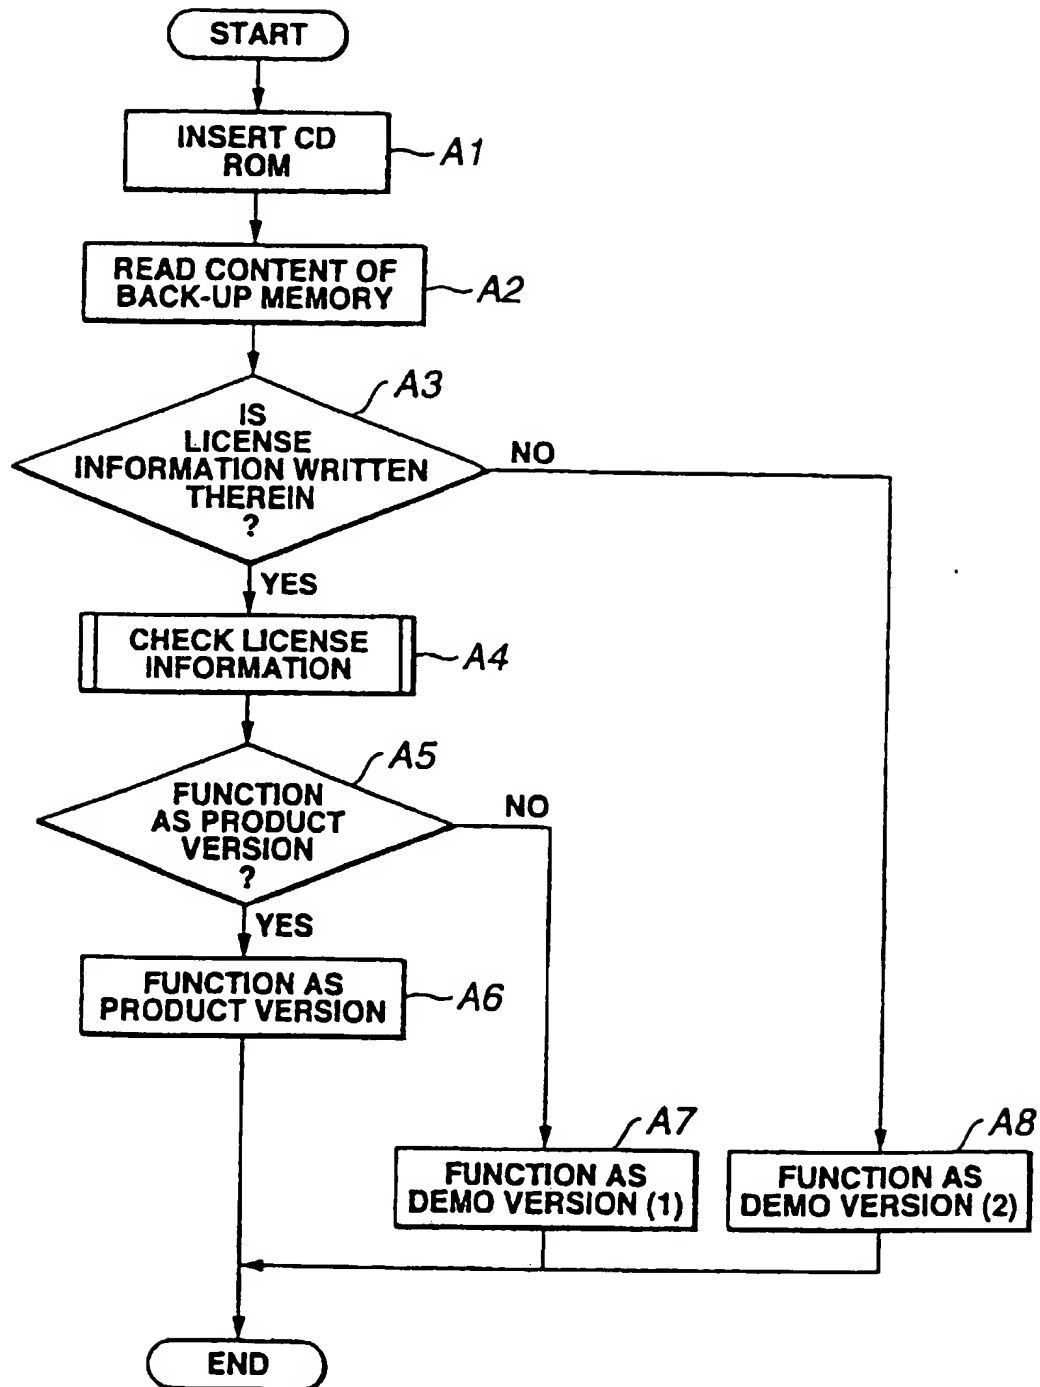 START
INSERT CD
ROM
A1
READ CONTENT OF
BACK-UP MEMORY
A2
A3
IS
LICENSE
INFORMATION WRITTEN
THEREIN
?
NO
YES
CHECK LICENSE
INFORMATION
A4
A5
FUNCTION
AS PRODUCT
VERSION
?
NO
YES
FUNCTION AS
PRODUCT VERSION
A6
A7
FUNCTION AS
DEMO VERSION (1)
A8
FUNCTION AS
DEMO VERSION (2)
END